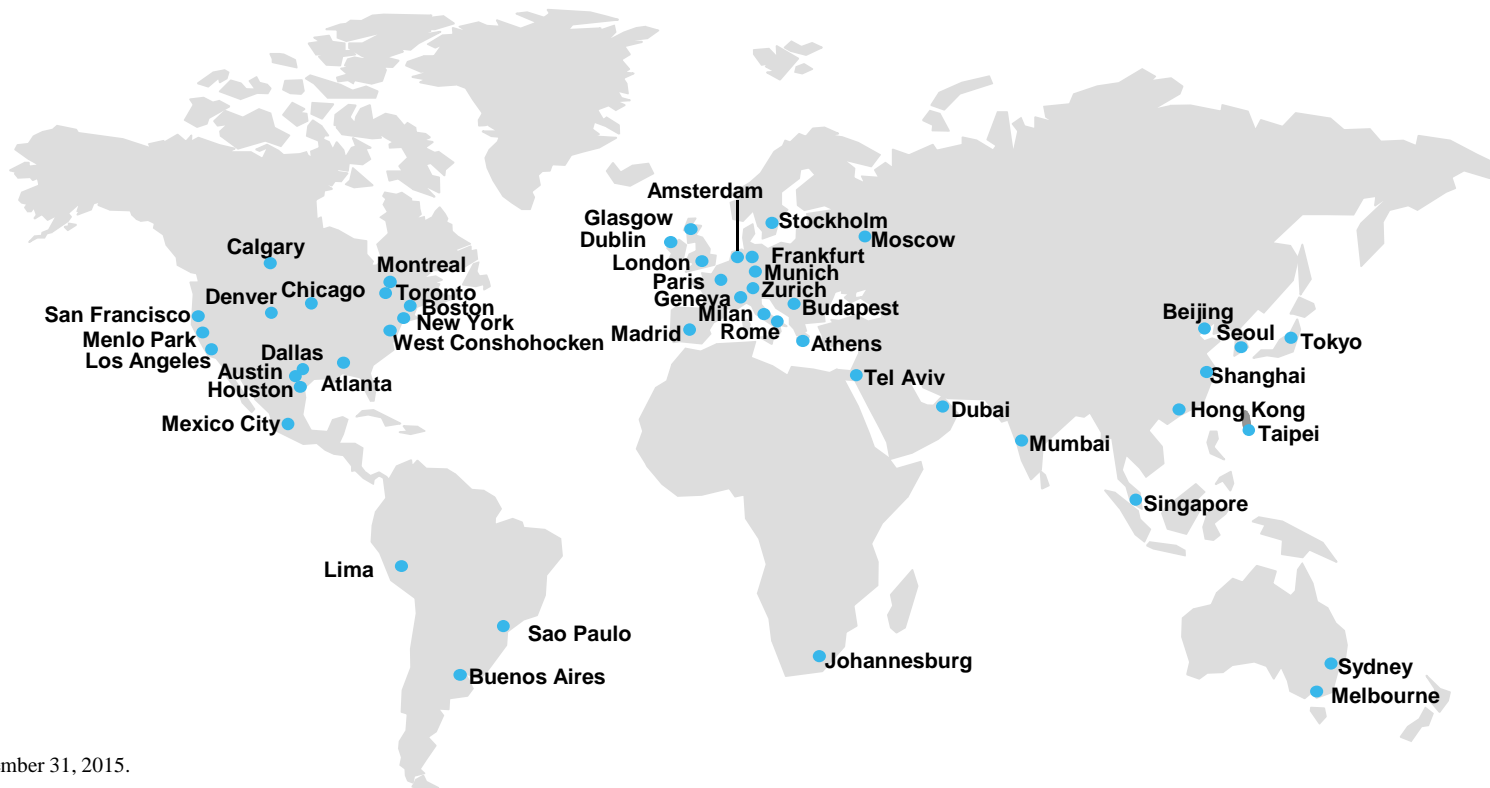 Amsterdam
Glasgow
Stockholm
Dublin
Moscow
Calgary
London
Frankfurt
Montreal
Munich
Paris
Toronto
Zurich
Denver
Chicago
Geneva
Boston
Budapest
San Francisco
New York
Milan
Beijing
Menlo Park
West Conshohocken
Madrid
Rome
Seoul
Tokyo
Los Angeles
Dallas
Athens
Austin
Atlanta
Tel Aviv
Shanghai
Houston
Dubai
Hong Kong
Mexico City
Taipei
Mumbai
Singapore
Lima
Sao Paulo
Johannesburg
Sydney
Buenos Aires
Melbourne
mber 31, 2015.